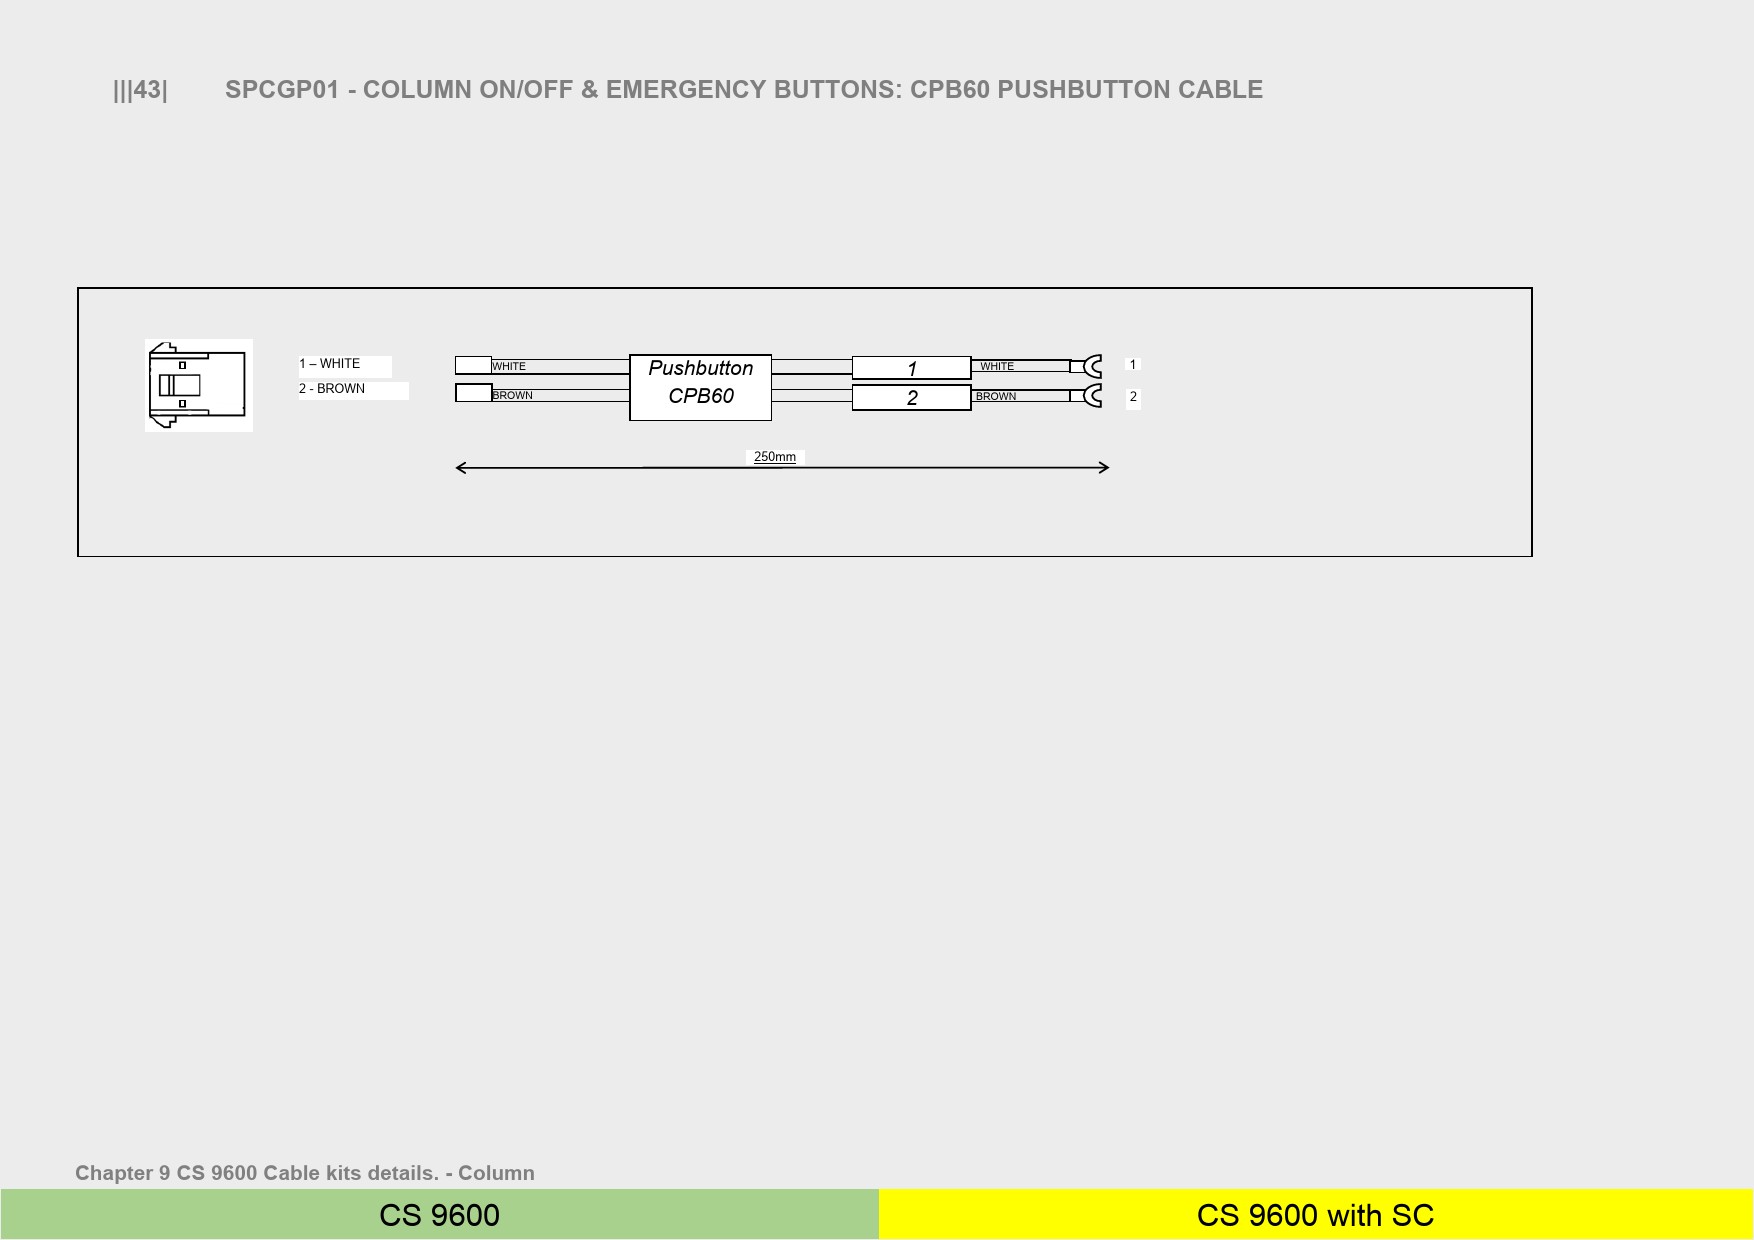 |||43| SPCGP01 - COLUMN ON/OFF & EMERGENCY BUTTONS: CPB60 PUSHBUTTON CABLE
1 – WHITE
2 - BROWN
WHITE
BROWN
Pushbutton
CPB60
1
2
WHITE
BROWN
1
2
250mm
Chapter 9 CS 9600 Cable kits details. - Column
CS 9600
CS 9600 with SC